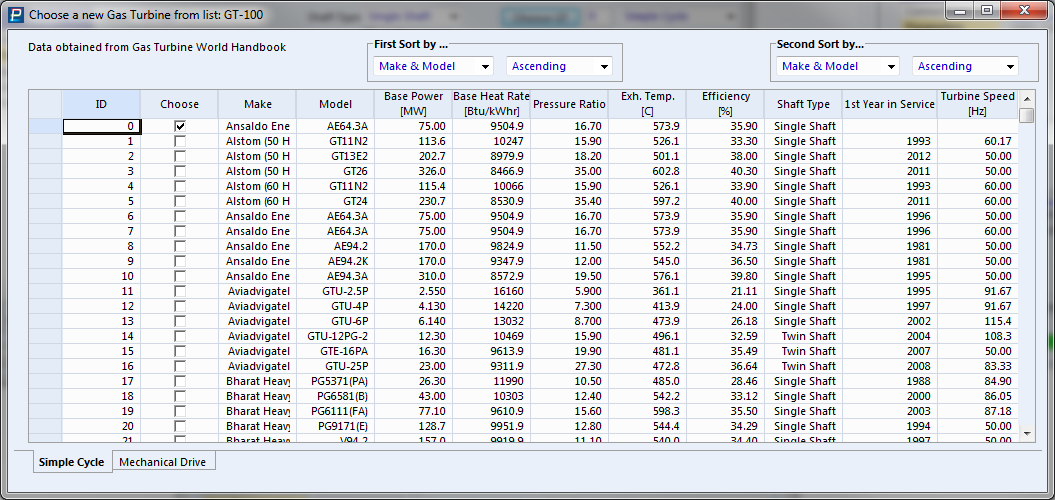 Choose a new Gas Turbine from list: GT-100
Data obtained from Gas Turbine World Handbook
First Sort by ...
Make & Model Ascending
Second Sort by...
Make & Model Ascending
ID Choose Make Model Base Power [MW] Base Heat Rate [Btu/kWhr] Pressure Ratio Exh. Temp. [C] Efficiency [%] Shaft Type 1st Year in Service Turbine Speed [Hz]
0 Ansaldo Ene AE64.3A 75.00 9504.9 16.70 573.9 35.90 Single Shaft
1 Alstom (50 H GT11N2 113.6 10247 15.90 526.1 33.30 Single Shaft 1993 60.17
2 Alstom (50 H GT13E2 202.7 8979.9 18.20 501.1 38.00 Single Shaft 2012 50.00
3 Alstom (50 H GT26 326.0 8466.9 35.00 602.8 40.30 Single Shaft 2011 50.00
4 Alstom (60 H GT11N2 115.4 10066 15.90 526.1 33.90 Single Shaft 1993 60.00
5 Alstom (60 H GT24 230.7 8530.9 35.40 597.2 40.00 Single Shaft 2011 60.00
6 Ansaldo Ene AE64.3A 75.00 9504.9 16.70 573.9 35.90 Single Shaft 1996 50.00
7 Ansaldo Ene AE64.3A 75.00 9504.9 16.70 573.9 35.90 Single Shaft 1996 60.00
8 Ansaldo Ene AE94.2 170.0 9824.9 11.50 552.2 34.73 Single Shaft 1981 50.00
9 Ansaldo Ene AE94.2K 170.0 9347.9 12.00 545.0 36.50 Single Shaft 1981 50.00
10 Ansaldo Ene AE94.3A 310.0 8572.9 19.50 576.1 39.80 Single Shaft 1995 50.00
11 Aviadvigatel GTU-2.5P 2.550 16160 5.900 361.1 21.11 Single Shaft 1995 91.67
12 Aviadvigatel GTU-4P 4.130 14220 7.300 413.9 24.00 Single Shaft 1997 91.67
13 Aviadvigatel GTU-6P 6.140 13032 8.700 473.9 26.18 Single Shaft 2002 115.4
14 Aviadvigatel GTU-12PG-2 12.30 10469 15.90 496.1 32.59 Twin Shaft 2004 108.3
15 Aviadvigatel GTE-16PA 16.30 9613.9 19.90 481.1 35.49 Twin Shaft 2007 50.00
16 Aviadvigatel GTU-25P 23.00 9311.9 27.30 472.8 36.64 Twin Shaft 2008 83.33
17 Bharat Heavy PG5371(PA) 26.30 11990 10.50 485.0 28.46 Single Shaft 1988 84.90
18 Bharat Heavy PG6581(B) 43.00 10303 12.40 542.2 33.12 Single Shaft 2000 86.05
19 Bharat Heavy PG6111(FA) 77.10 9610.9 15.60 598.3 35.50 Single Shaft 2003 87.18
20 Bharat Heavy PG9171(E) 128.7 9951.9 12.80 544.4 34.29 Single Shaft 1994 50.00
21 Bharat Heavy V94.2 157.0 9919.9 11.10 540.0 34.40 Single Shaft 1997 50.00
Simple Cycle Mechanical Drive